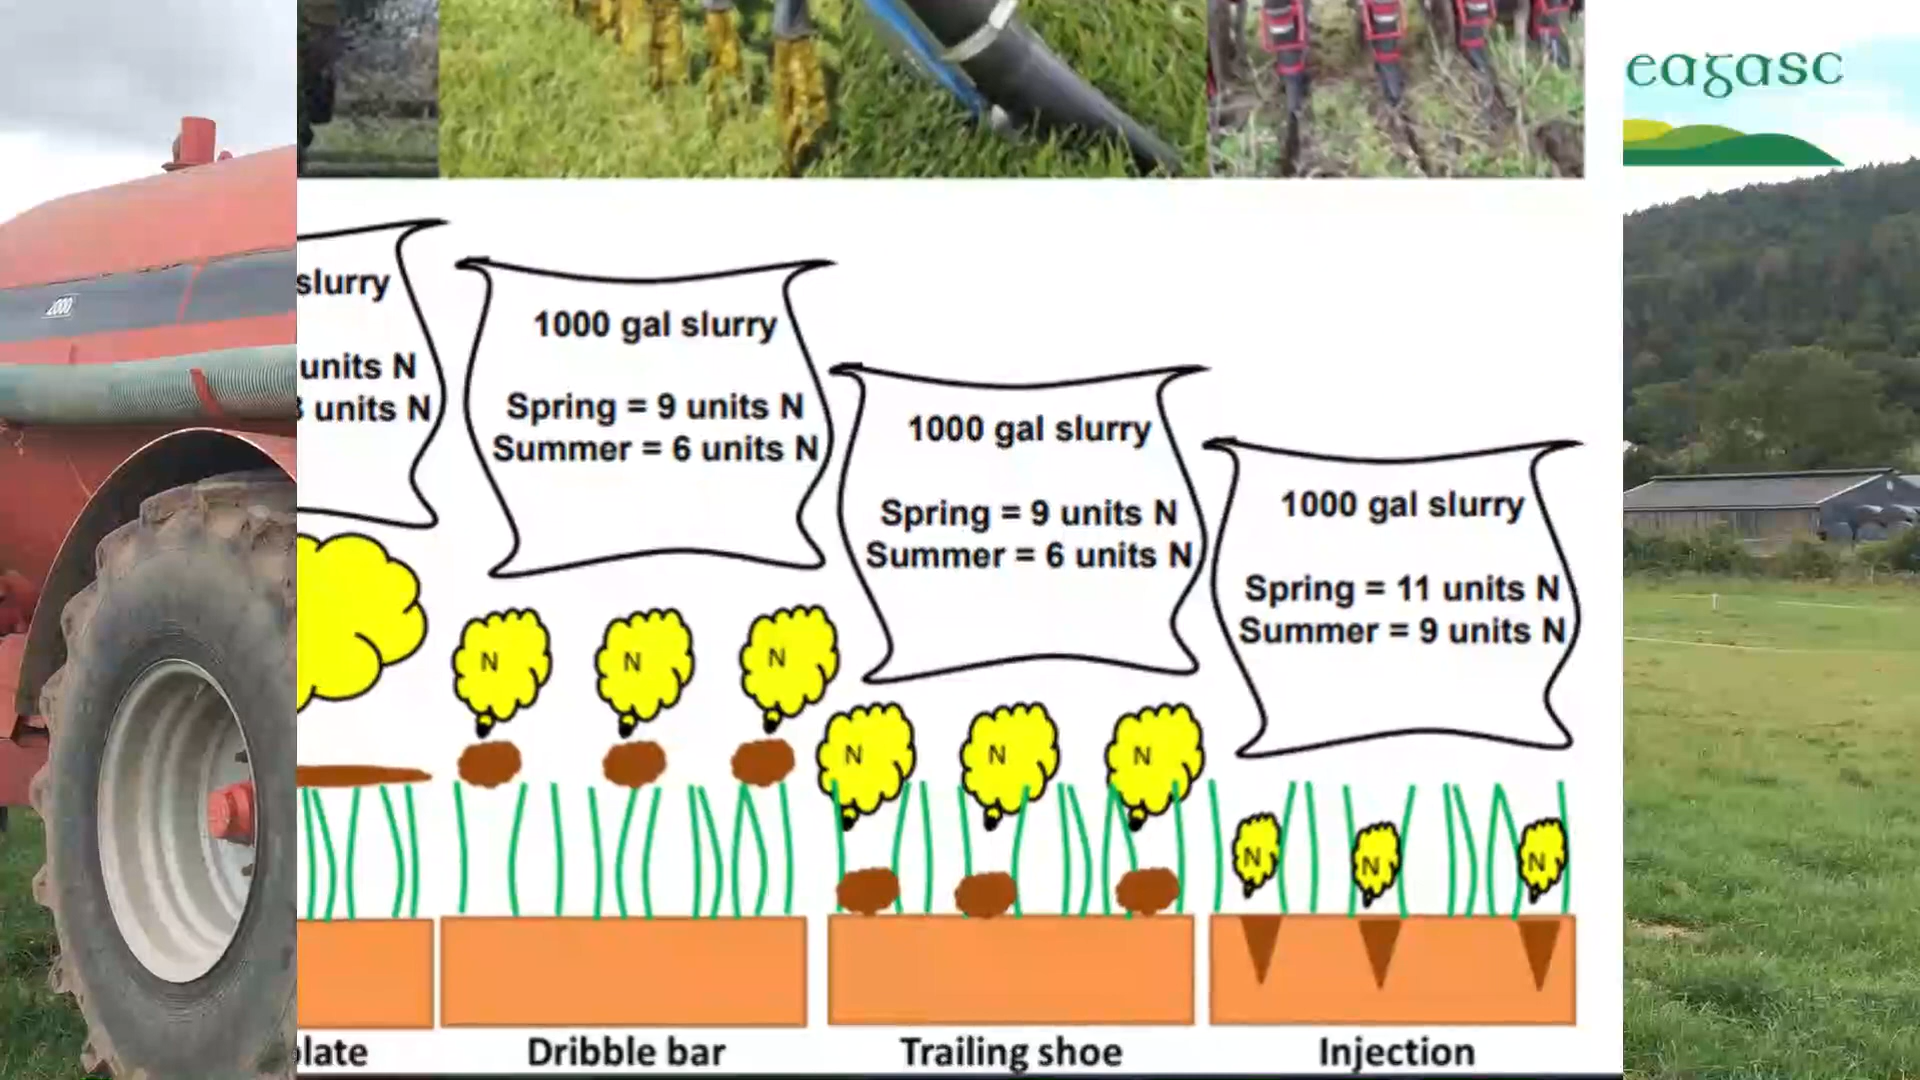 eagasc
2000
slurry
units N
units N
1000 gal slurry
Spring = 9 units N
Summer = 6 units N
1000 gal slurry
Spring = 9 units N
Summer = 6 units N
1000 gal slurry
Spring = 11 units N
Summer = 9 units N
N
N
N
N
N
N
N
N
N
late
Dribble bar
Trailing shoe
Injection